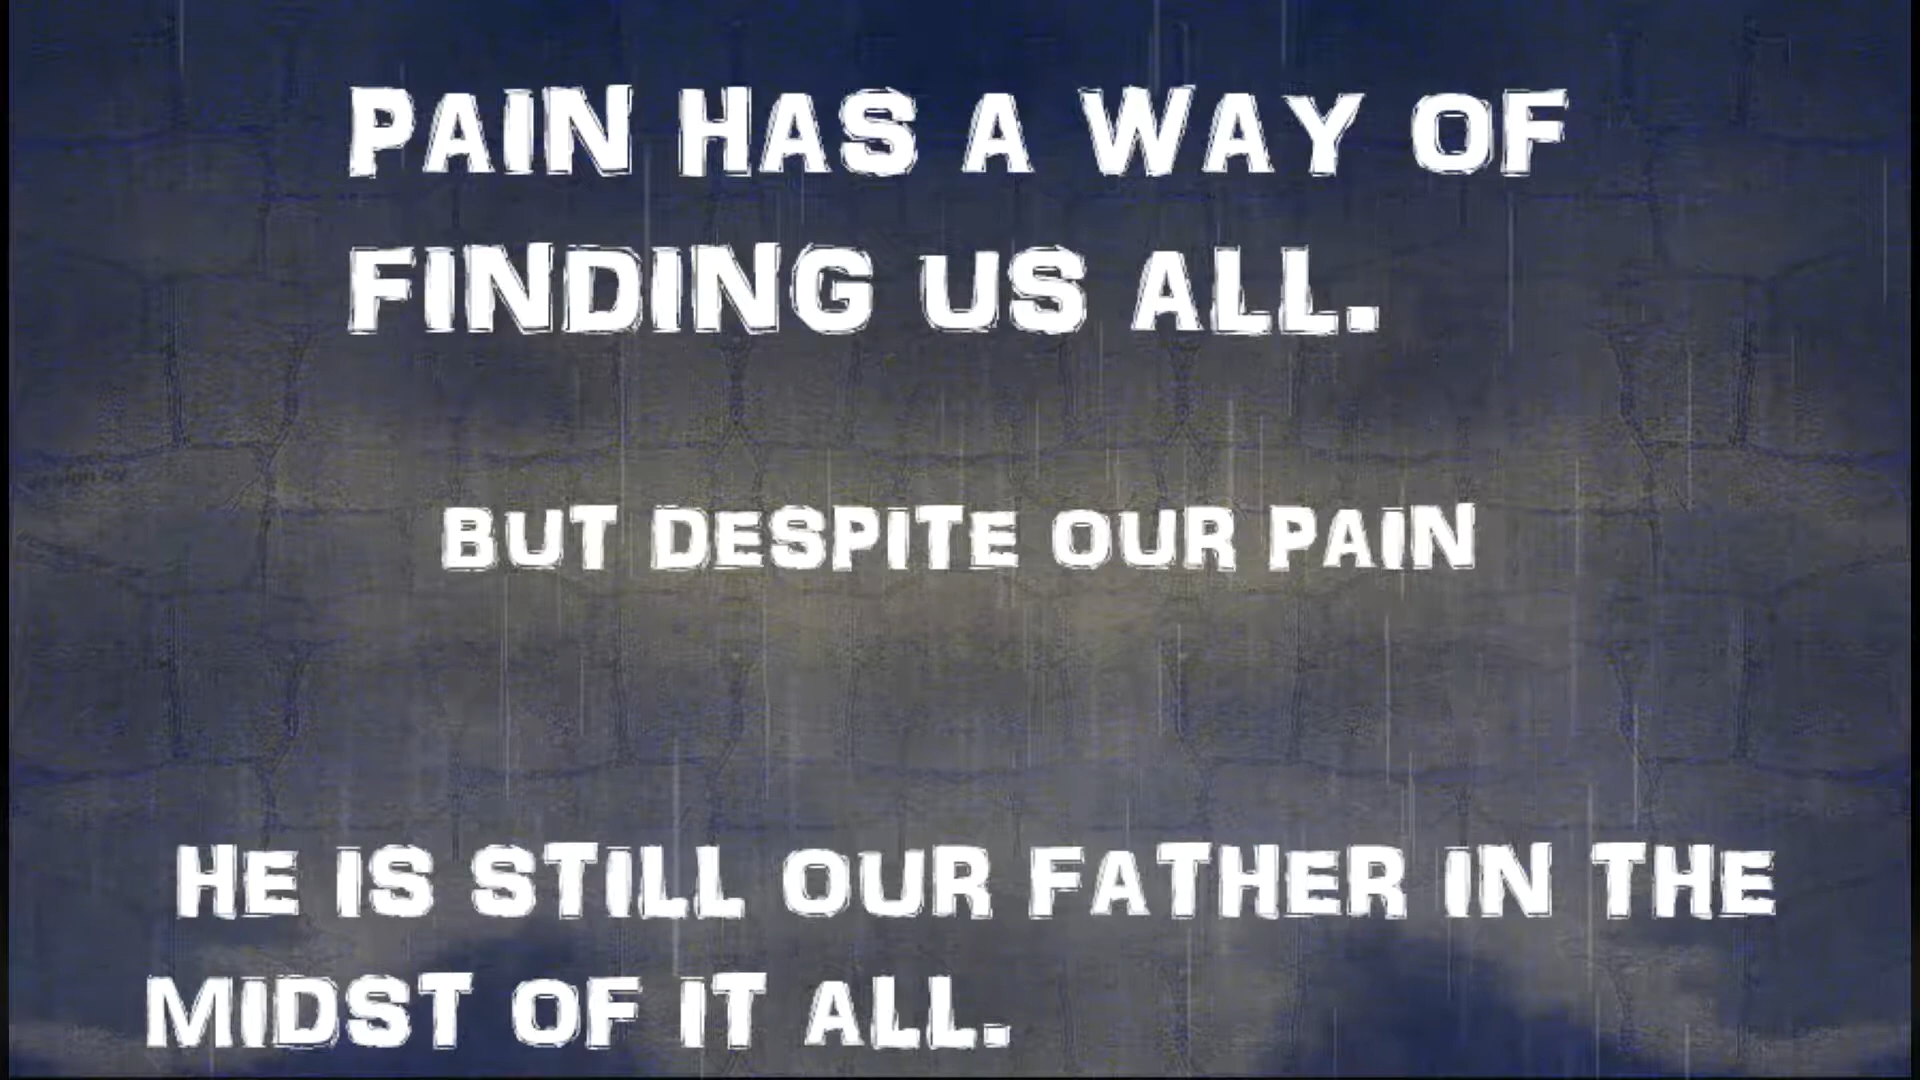 PAIN HAS A WAY OF
FINDING US ALL.
BUT DESPITE OUR PAIN
HE IS STILL OUR FATHER IN THE
MIDST OF IT ALL.